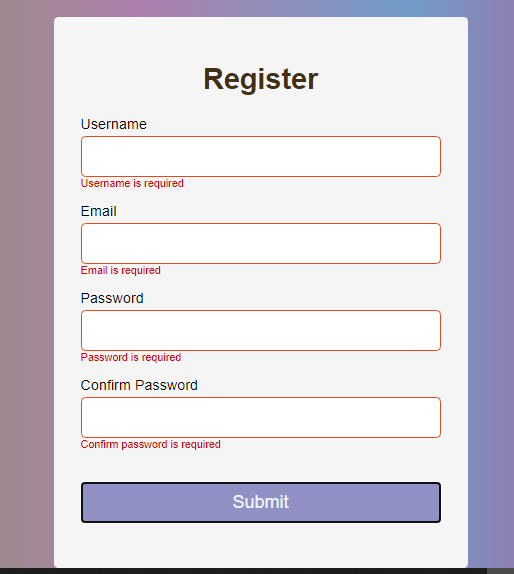 Register
Username
Username is required
Email
Email is required
Password
Password is required
Confirm Password
Confirm password is required
Submit